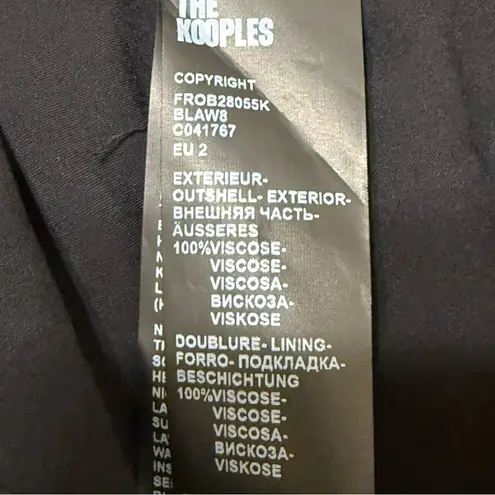 THE
KOOPLES
COPYRIGHT
FROB28055K
BLAW8
C041767
EU 2
EXTERIEUR-
OUTSHELL- EXTERIOR-
ВНЕШНЯЯ ЧАСТЬ-
ÄUSSERES
100%VISCOSE-
VISCOSE-
VISCOSA-
ВИСКОЗА-
VISKOSE
DOUBLURE- LINING-
FORRO- ПОДКЛАДКА-
BESCHICHTUNG
100%VISCOSE-
VISCOSE-
VISCOSA-
ВИСКОЗА-
VISKOSE